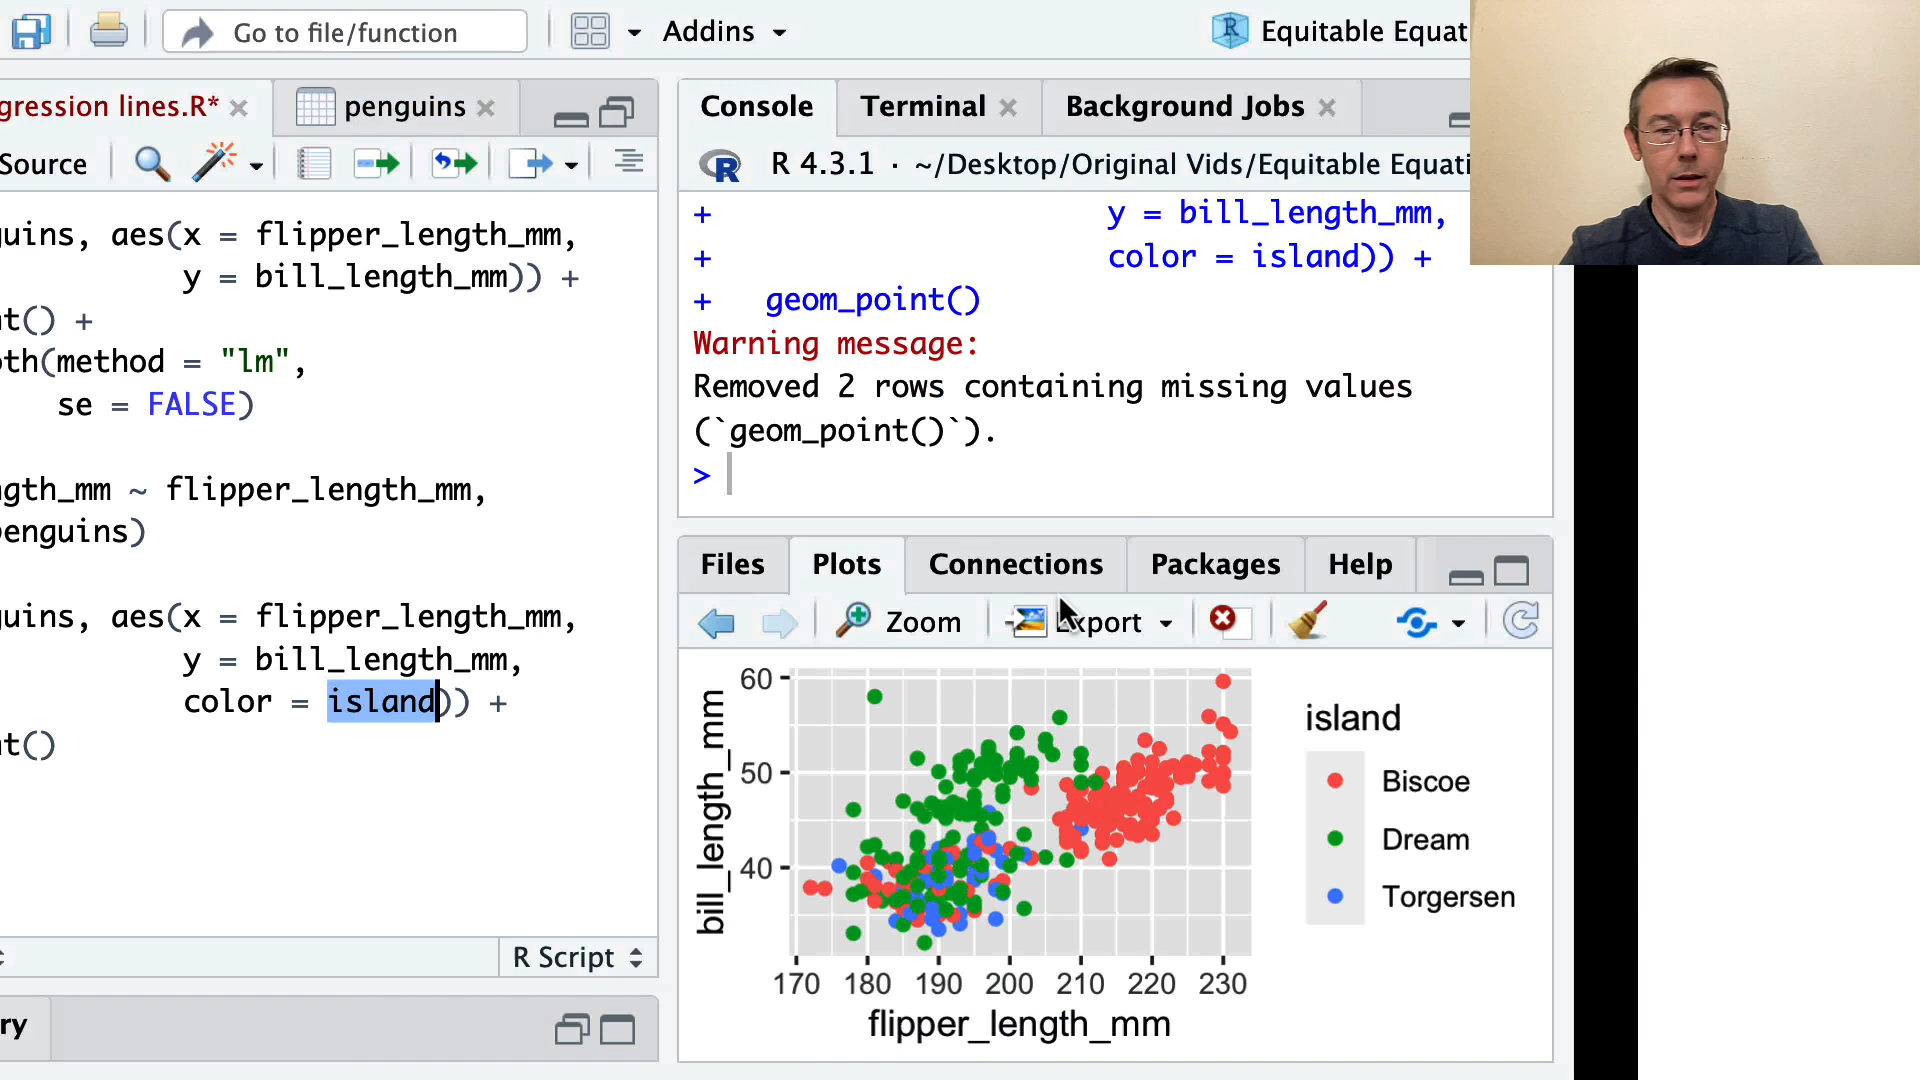 Go to file/function
Addins
Equitable Equat
gression lines.R*
penguins
Source
uins, aes(x = flipper_length_mm,
y = bill_length_mm)) +
t() +
th(method = "lm",
se = FALSE)
gth_mm ~ flipper_length_mm,
penguins)
uins, aes(x = flipper_length_mm,
y = bill_length_mm,
color = island)) +
t()
R Script
ry
Console
Terminal
Background Jobs
R 4.3.1 · ~/Desktop/Original Vids/Equitable Equati
+ y = bill_length_mm,
+ color = island)) +
+ geom_point()
Warning message:
Removed 2 rows containing missing values
(`geom_point()`).
>
Files
Plots
Connections
Packages
Help
Zoom
Export
60
50
40
bill_length_mm
170 180 190 200 210 220 230
flipper_length_mm
island
Biscoe
Dream
Torgersen